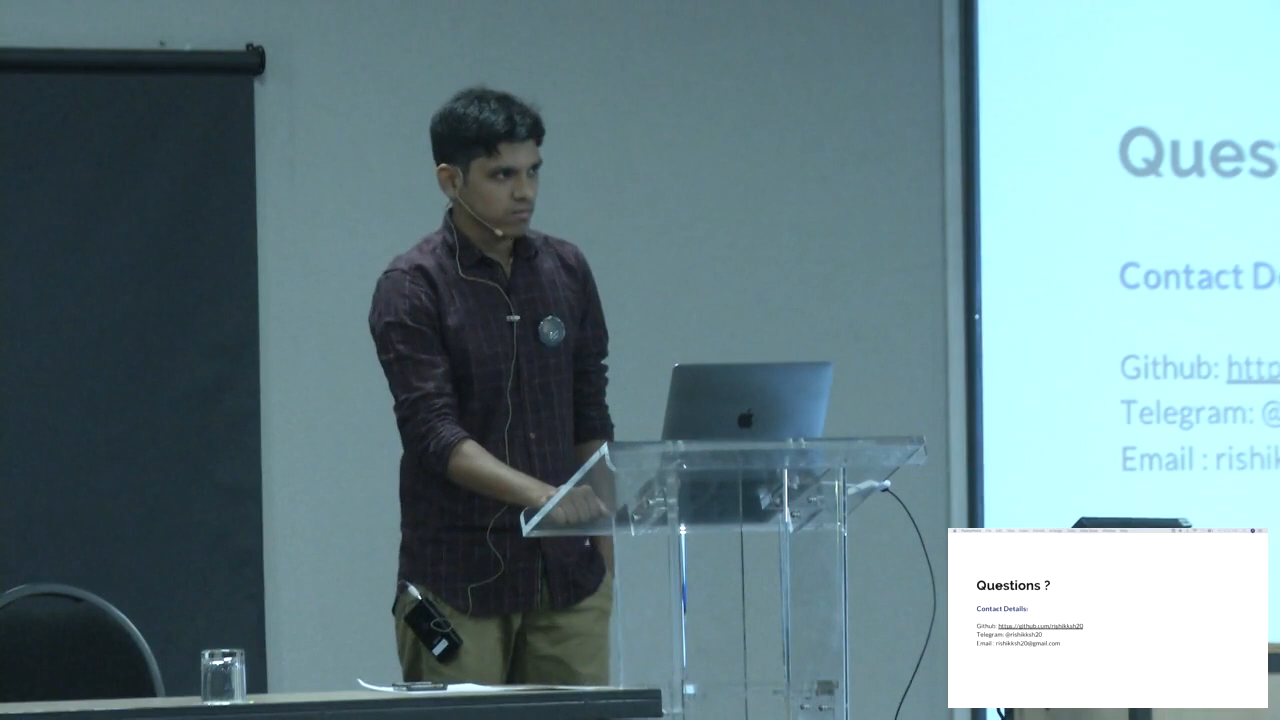 Ques
Contact D
Github: http
Telegram: @
Email : rishik
Questions ?
Contact Details:
Github: https://github.com/rishikksh20
Telegram: @rishikksh20
Email : rishikksh20@gmail.com